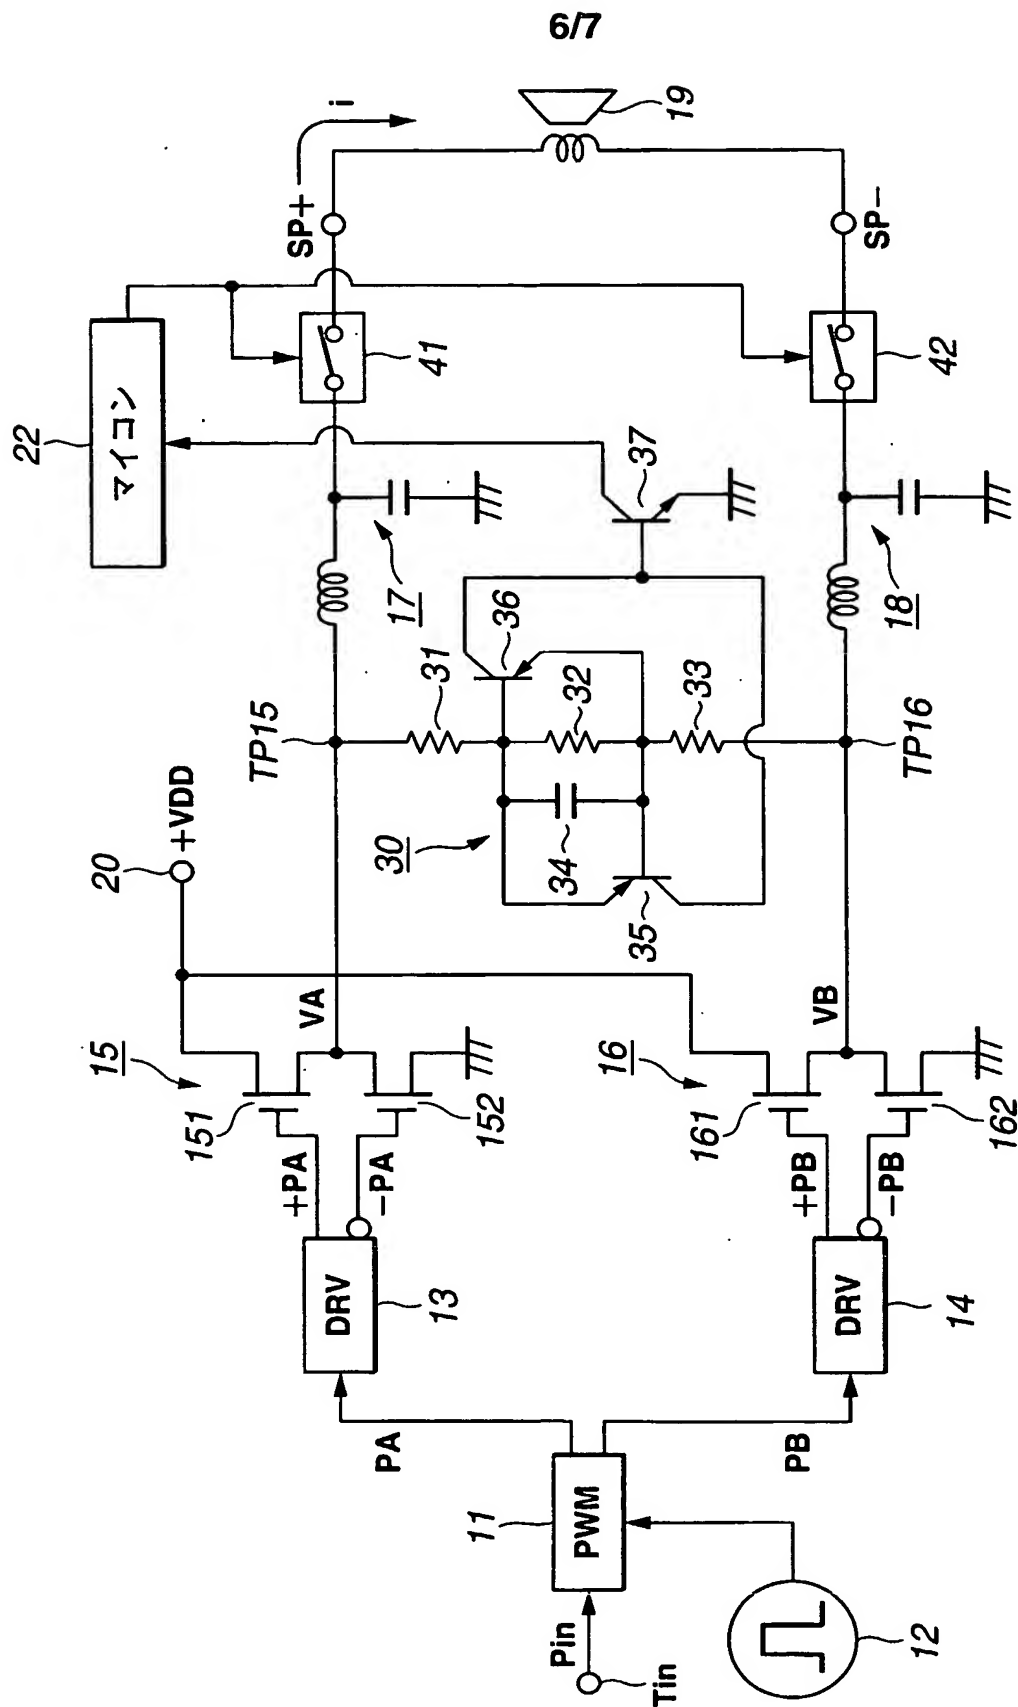 6/7
22
マイコン
i
SP+
19
41
SP−
42
37
17
18
36
31
32
33
TP15
TP16
20
+VDD
30
34
35
VA
VB
15
16
151
152
161
162
+PA
−PA
+PB
−PB
DRV
13
DRV
14
PA
PB
11
PWM
Pin
Tin
12